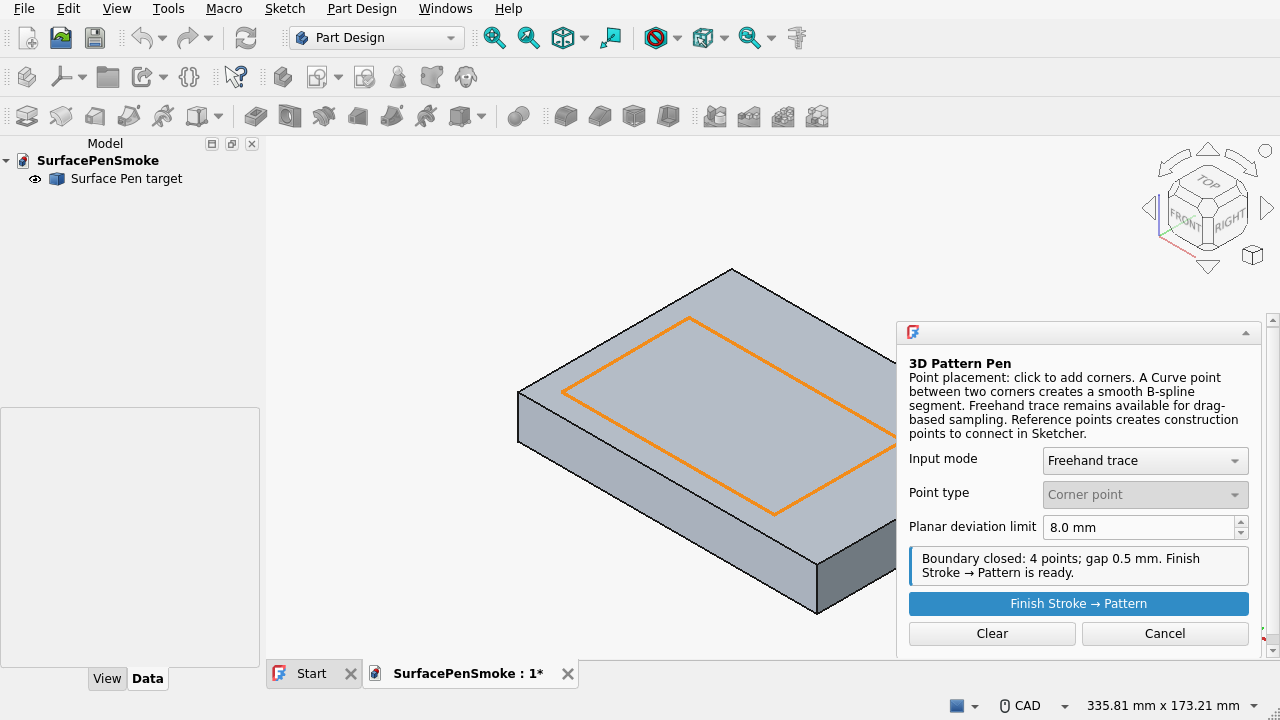 File Edit View Tools Macro Sketch Part Design Windows Help
Part Design
Model
SurfacePenSmoke
Surface Pen target
TOP
FRONT RIGHT
3D Pattern Pen
Point placement: click to add corners. A Curve point
between two corners creates a smooth B-spline
segment. Freehand trace remains available for drag-
based sampling. Reference points creates construction
points to connect in Sketcher.
Input mode Freehand trace
Point type Corner point
Planar deviation limit 8.0 mm
Boundary closed: 4 points; gap 0.5 mm. Finish
Stroke → Pattern is ready.
Finish Stroke → Pattern
Clear Cancel
View Data
Start SurfacePenSmoke : 1*
CAD 335.81 mm x 173.21 mm